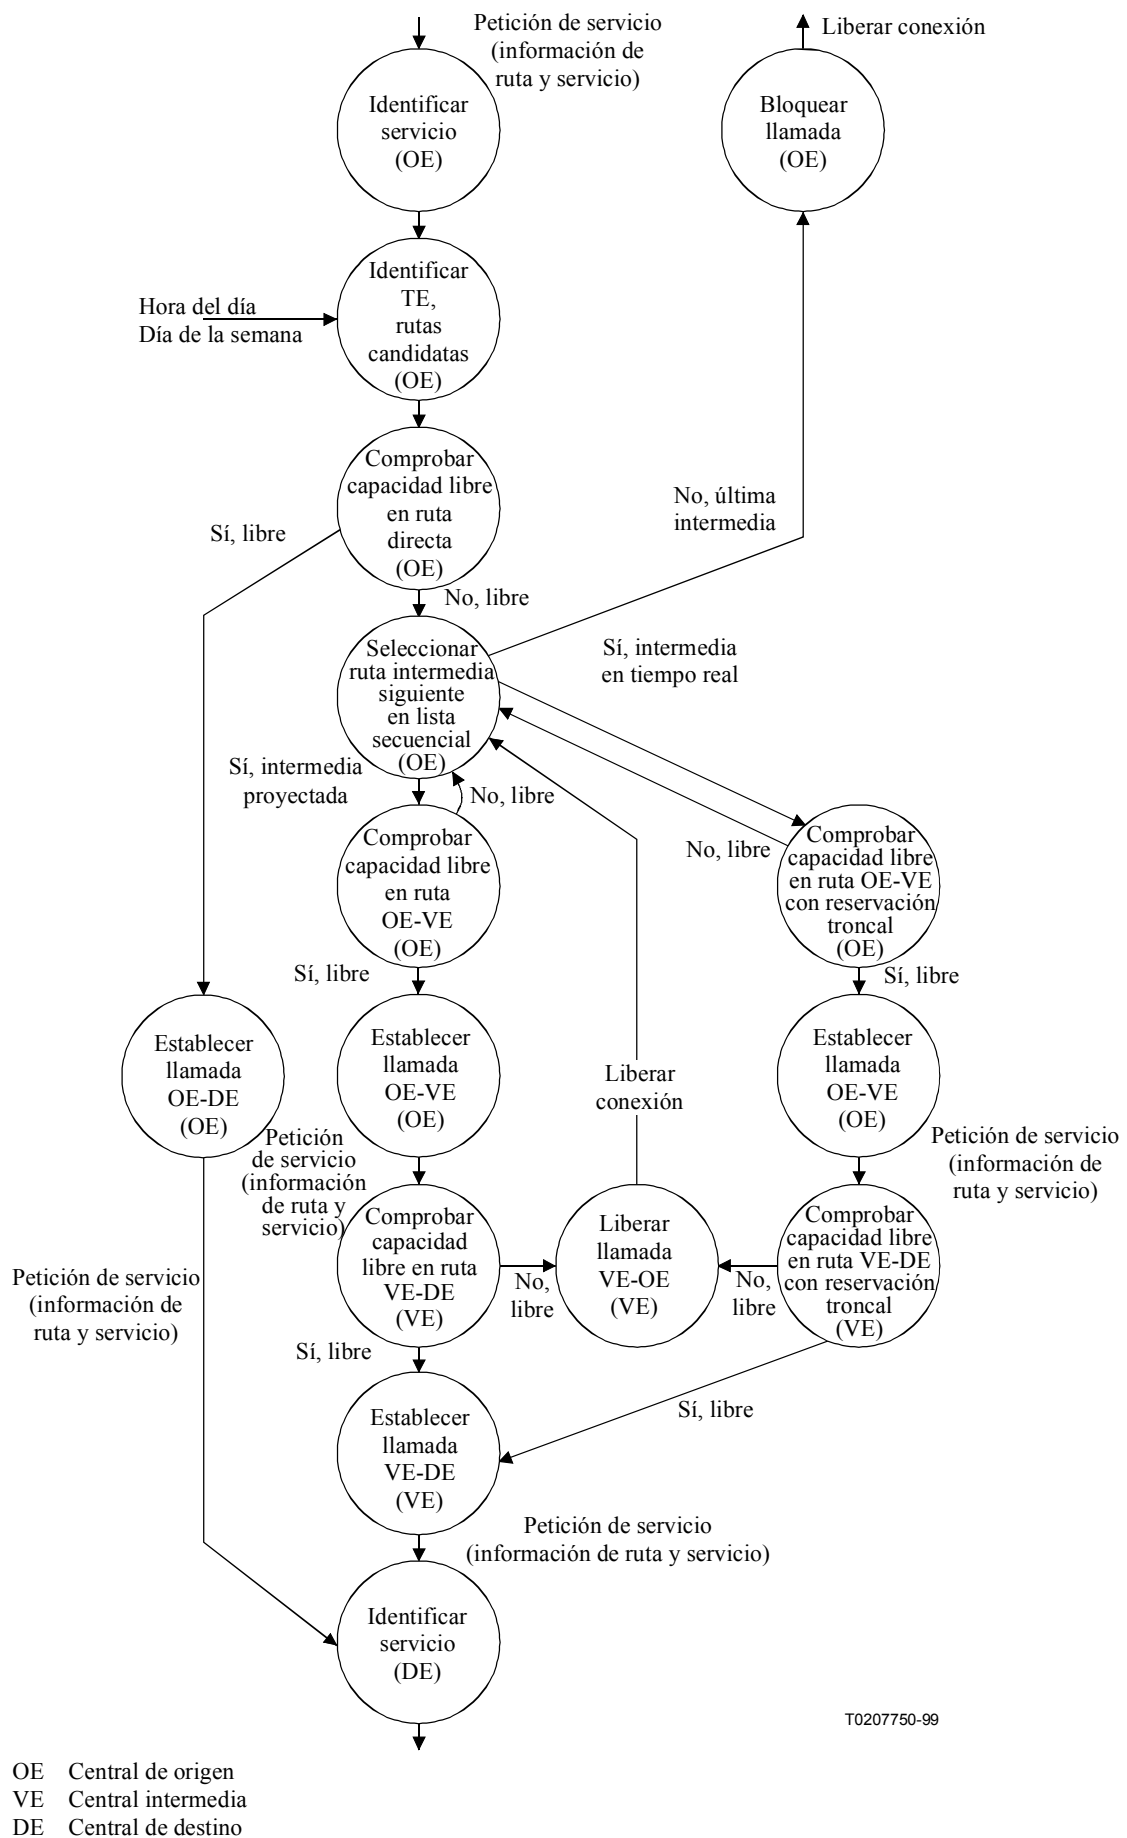 Petición de servicio
(información de
ruta y servicio)
Liberar conexión
Identificar
servicio
(OE)
Bloquear
llamada
(OE)
Hora del día
Día de la semana
Identificar
TE,
rutas
candidatas
(OE)
Comprobar
capacidad libre
en ruta
directa
(OE)
Sí, libre
No, última
intermedia
No, libre
Seleccionar
ruta intermedia
siguiente
en lista
secuencial
(OE)
Sí, intermedia
en tiempo real
Sí, intermedia
proyectada
No, libre
No, libre
Comprobar
capacidad libre
en ruta
OE-VE
(OE)
Comprobar
capacidad libre
en ruta OE-VE
con reservación
troncal
(OE)
Sí, libre
Sí, libre
Establecer
llamada
OE-DE
(OE)
Establecer
llamada
OE-VE
(OE)
Liberar
conexión
Establecer
llamada
OE-VE
(OE)
Petición
de servicio
(información
de ruta y
servicio)
Petición de servicio
(información de
ruta y servicio)
Comprobar
capacidad
libre en ruta
VE-DE
(VE)
No,
libre
Liberar
llamada
VE-OE
(VE)
No,
libre
Comprobar
capacidad libre
en ruta VE-DE
con reservación
troncal
(VE)
Petición de servicio
(información de
ruta y servicio)
Sí, libre
Sí, libre
Establecer
llamada
VE-DE
(VE)
Petición de servicio
(información de ruta y servicio)
Identificar
servicio
(DE)
T0207750-99
OE Central de origen
VE Central intermedia
DE Central de destino